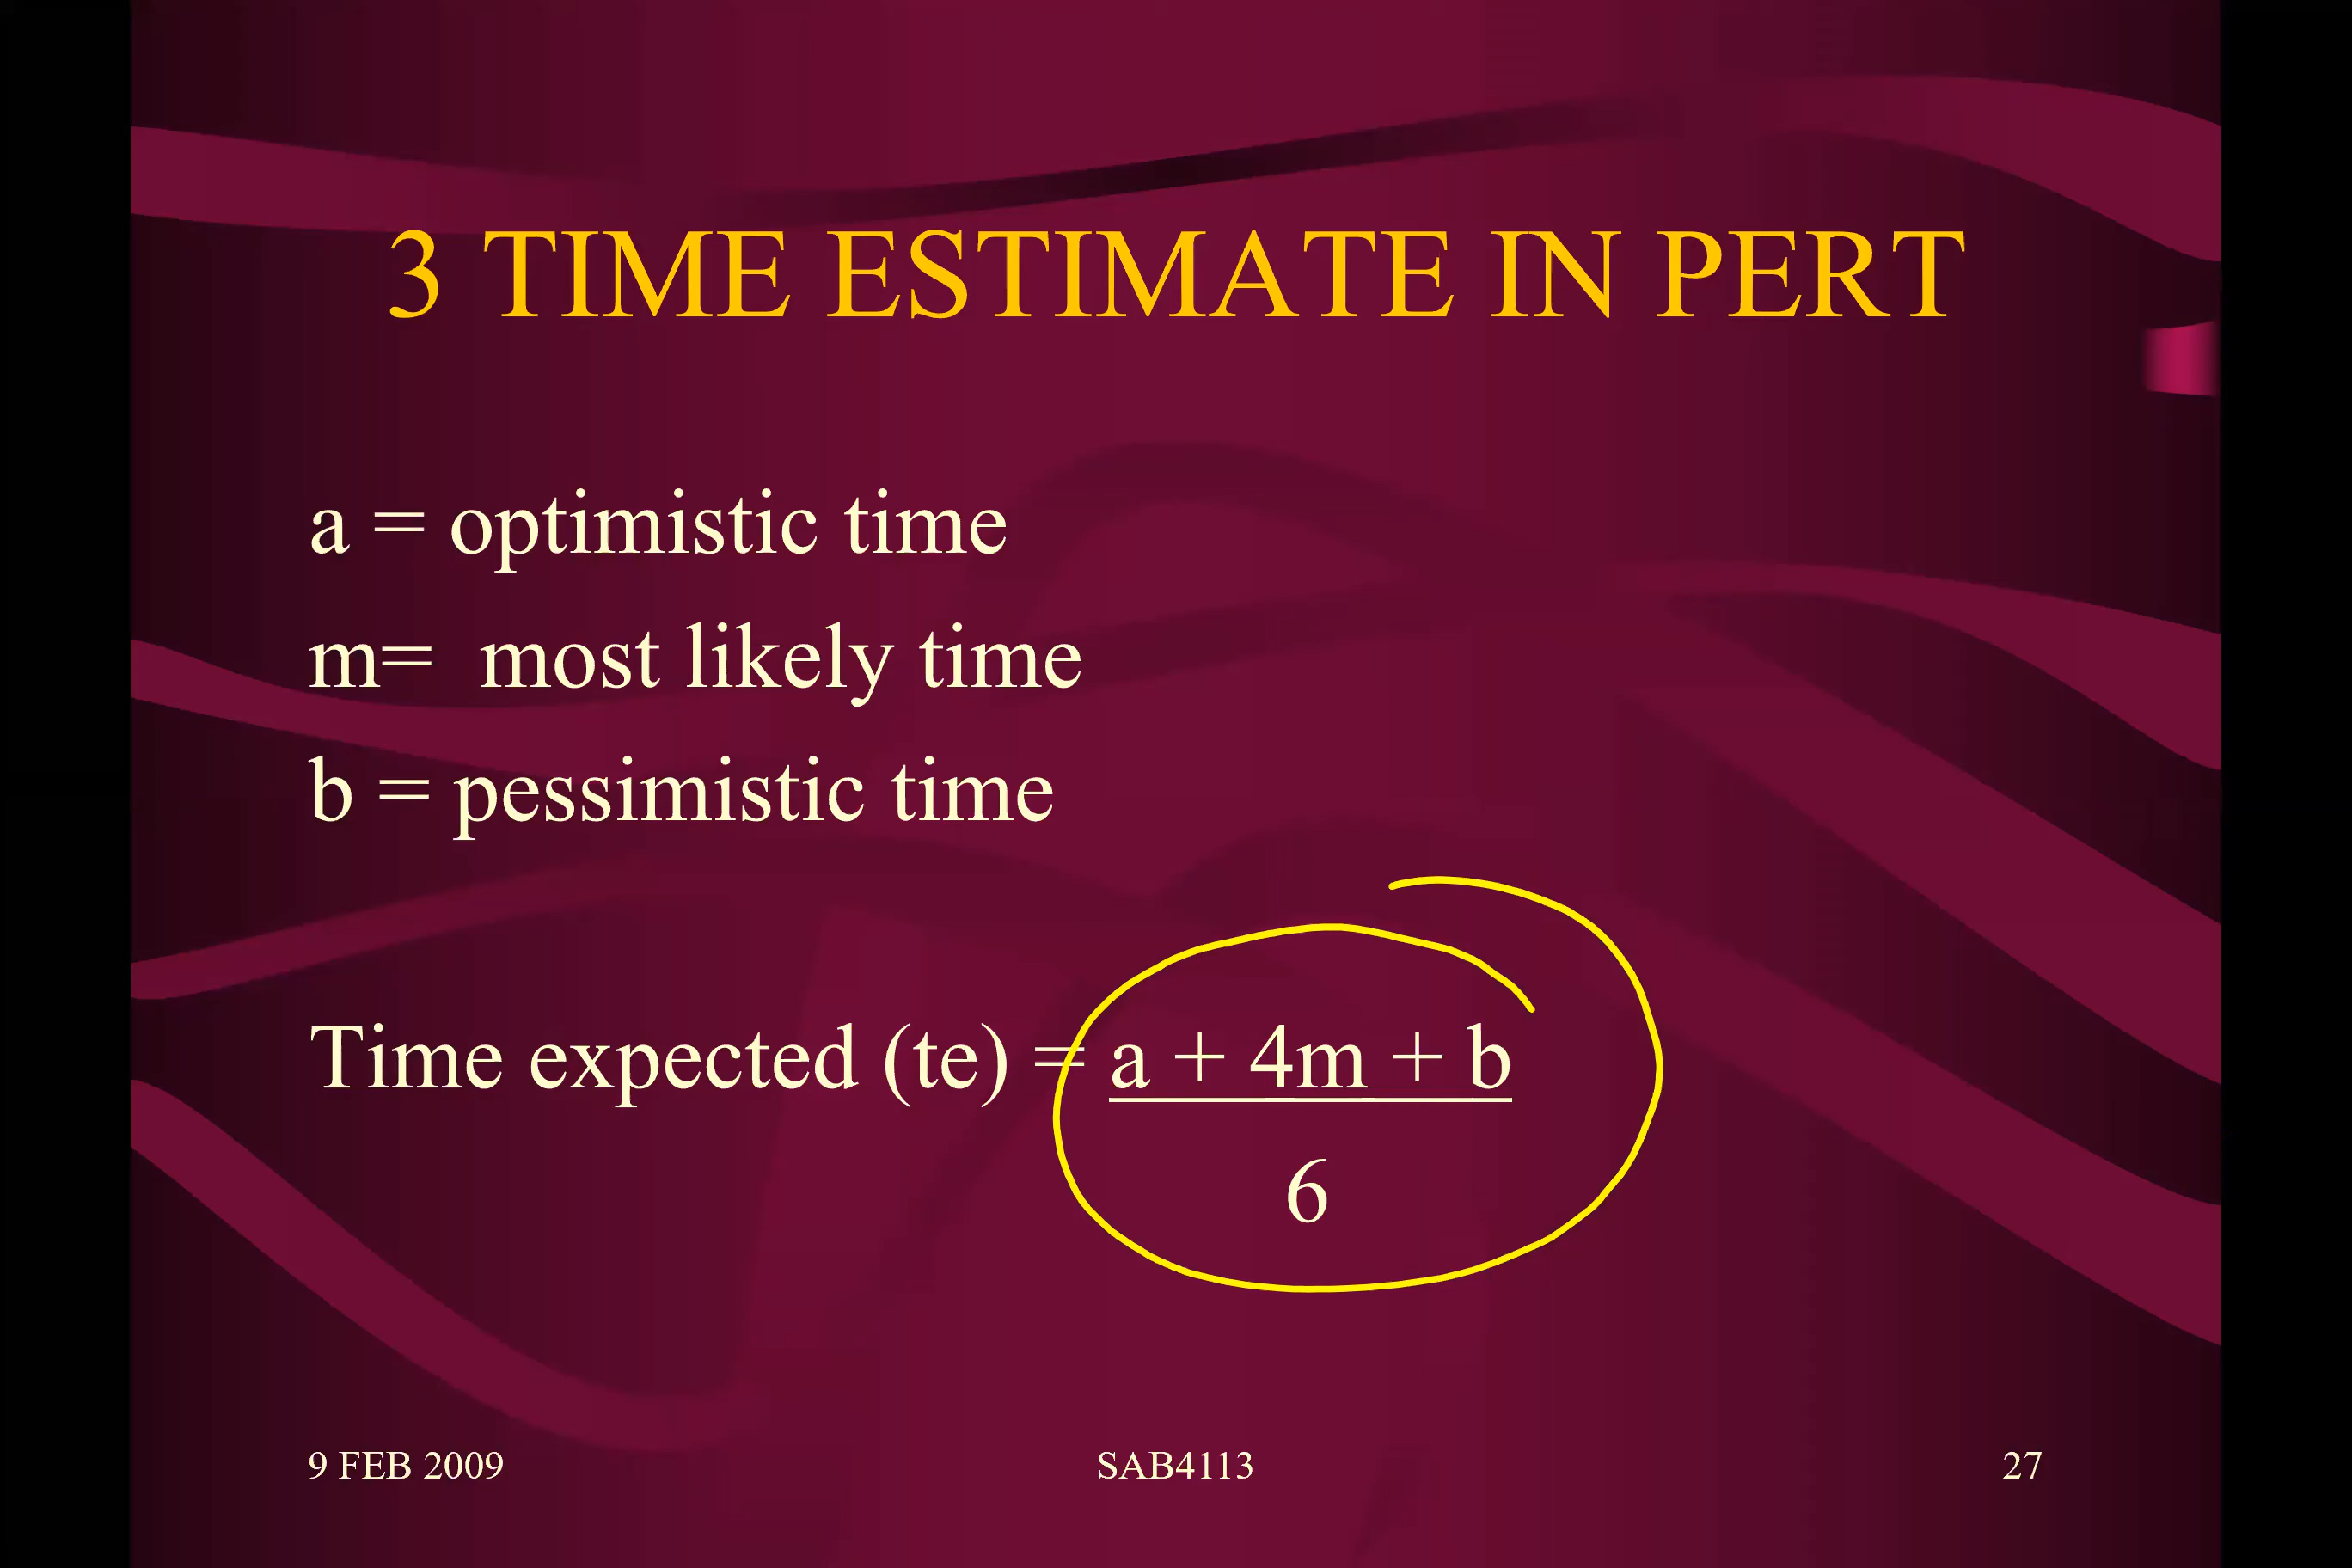 3 TIME ESTIMATE IN PERT
a = optimistic time
m=  most likely time
b = pessimistic time
Time expected (te) = a + 4m + b
6
9 FEB 2009
SAB4113
27